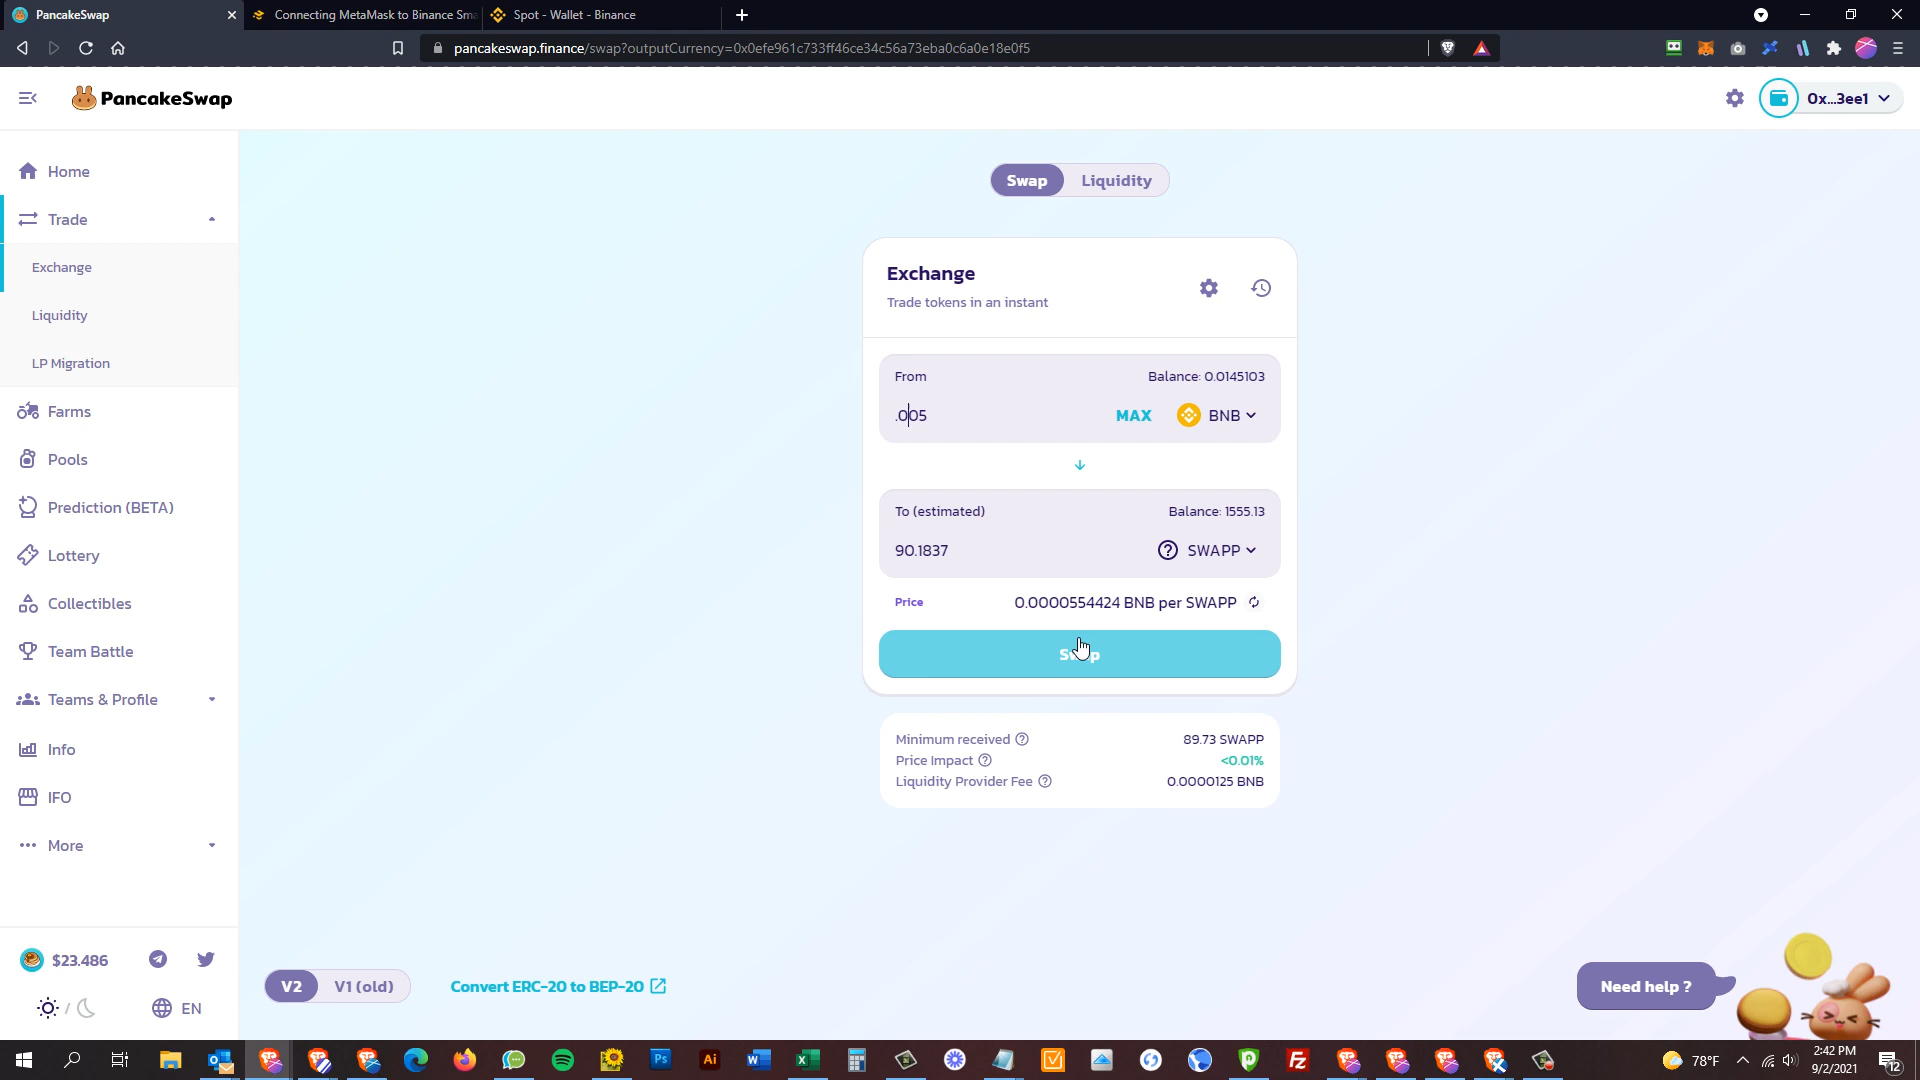 PancakeSwap
Connecting MetaMask to Binance Sma
Spot - Wallet - Binance
pancakeswap.finance/swap?outputCurrency=0x0efe961c733ff46ce34c56a73eba0c6a0e18e0f5
PancakeSwap
0x...3ee1
Home
Trade
Exchange
Liquidity
LP Migration
Farms
Pools
Prediction (BETA)
Lottery
Collectibles
Team Battle
Teams & Profile
Info
IFO
More
$23.486
/
EN
Swap Liquidity
Exchange
Trade tokens in an instant
From Balance: 0.0145103
.005 MAX BNB
To (estimated) Balance: 1555.13
90.1837 SWAPP
Price 0.0000554424 BNB per SWAPP
Minimum received 89.73 SWAPP
Price Impact <0.01%
Liquidity Provider Fee 0.0000125 BNB
V2 V1 (old) Convert ERC-20 to BEP-20
Need help ?
Ps
Ai
78°F
2:42 PM
9/2/2021
12